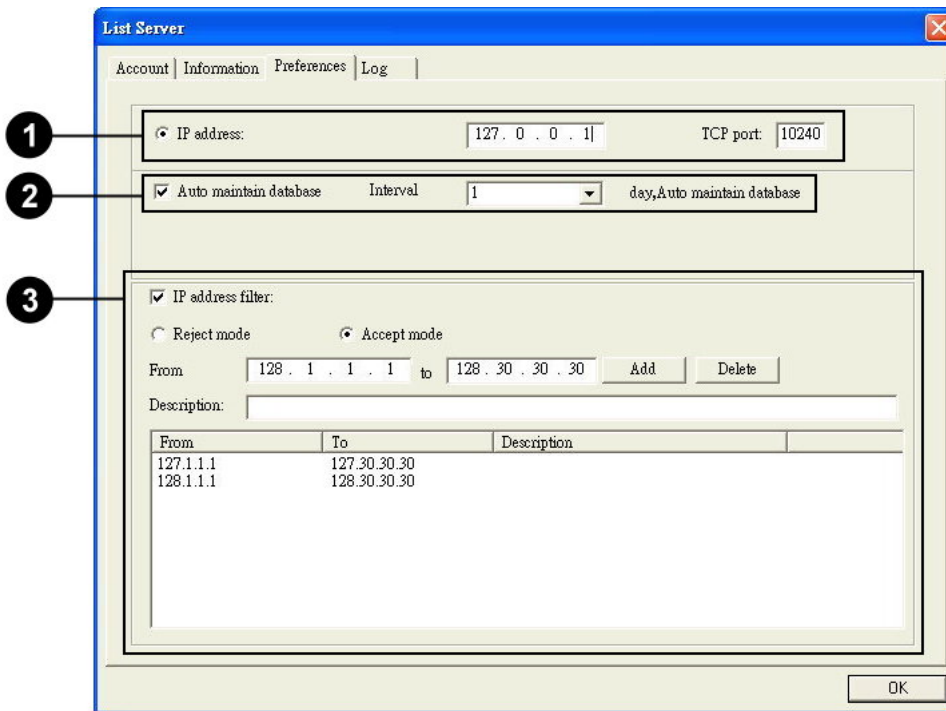 List Server
Account Information Preferences Log
1 IP address: 127. 0 . 0 . 1 TCP port: 10240
2 Auto maintain database Interval 1 day,Auto maintain database
3 IP address filter:
Reject mode Accept mode
From 128 . 1 . 1 . 1 to 128 . 30 . 30 . 30 Add Delete
Description:
From To Description
127.1.1.1 127.30.30.30
128.1.1.1 128.30.30.30
OK